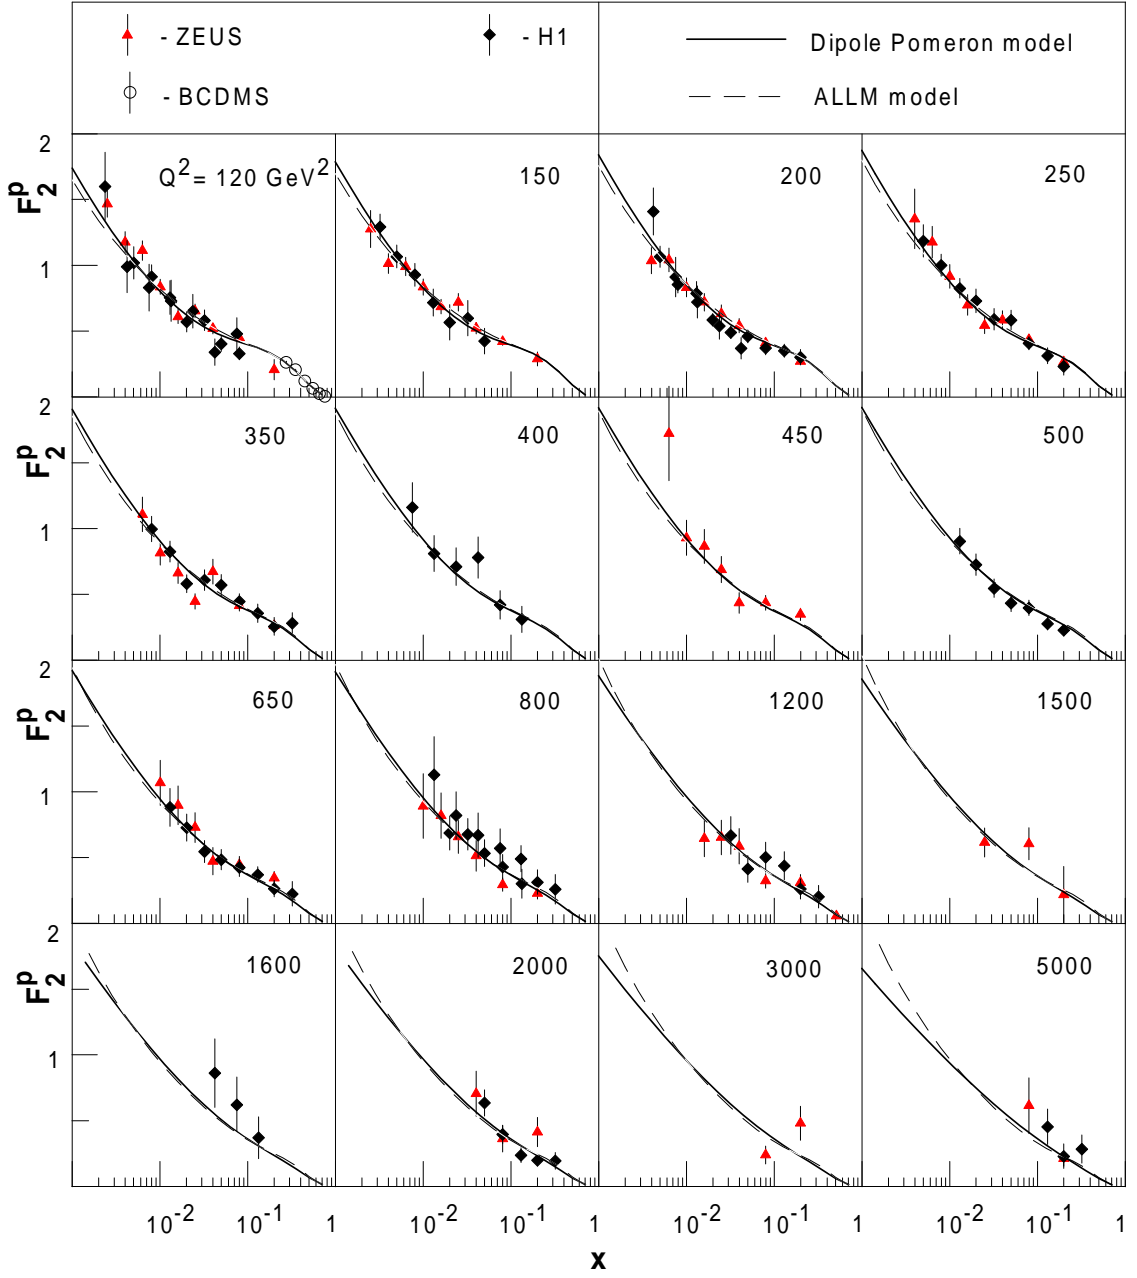 - ZEUS - H1 Dipole Pomeron model
- BCDMS ALLM model
2
F₂ᵖ Q²= 120 GeV² 150 200 250
1
F₂ᵖ 350 400 450 500
1
2
F₂ᵖ 650 800 1200 1500
1
2
F₂ᵖ 1600 2000 3000 5000
1
10⁻² 10⁻¹ 1 10⁻² 10⁻¹ 1 10⁻² 10⁻¹ 1 10⁻² 10⁻¹ 1
x